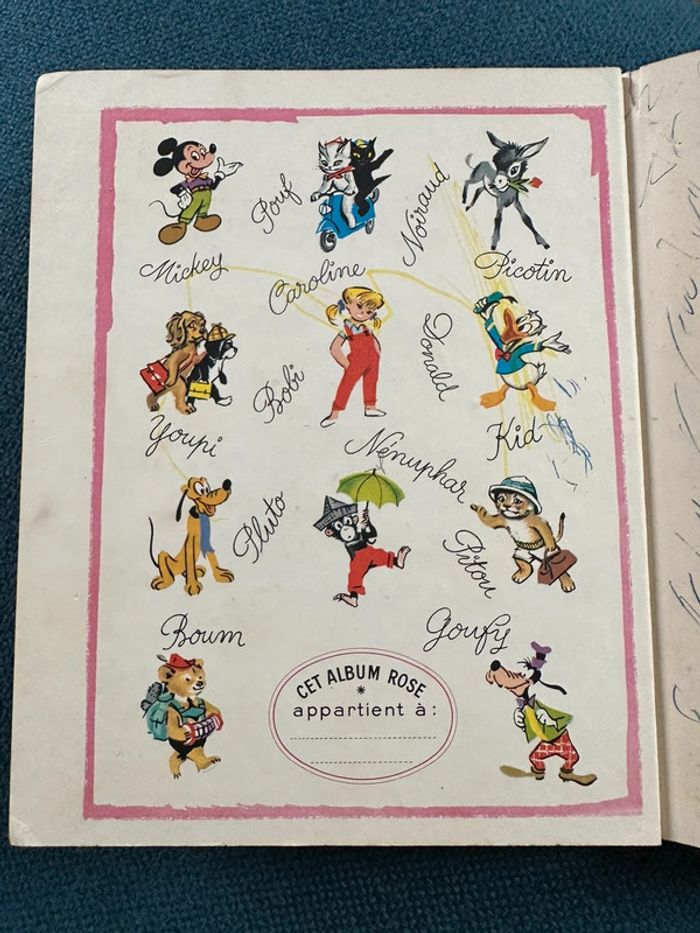 Mickey
Pouf
Noiraud
Picotin
Caroline
Youpi
Bobi
Donald
Kid
Pluto
Nénuphar
Pitou
Boum
Goufy
CET ALBUM ROSE
*
appartient à :